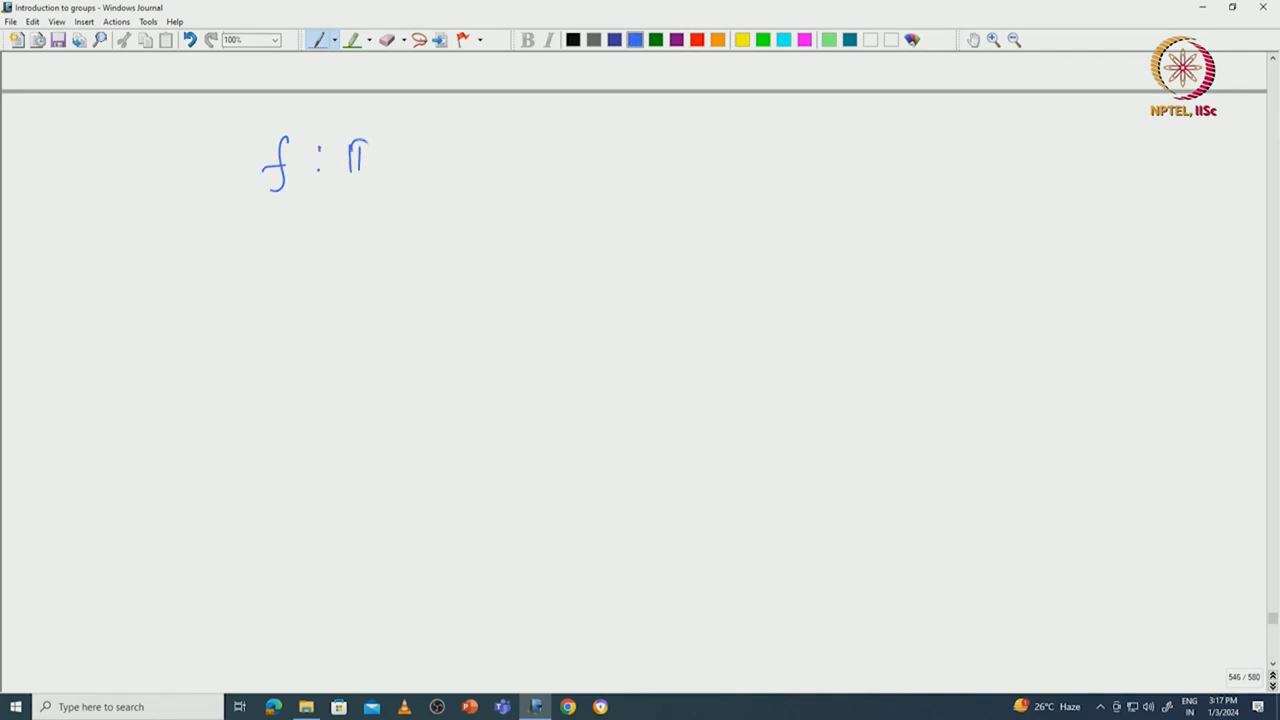 Introduction to groups - Windows Journal
File Edit View Insert Actions Tools Help
100%
B I
NPTEL, IISc
f : π
546 / 580
Type here to search
26°C Haze
ENG
IN
3:17 PM
1/3/2024